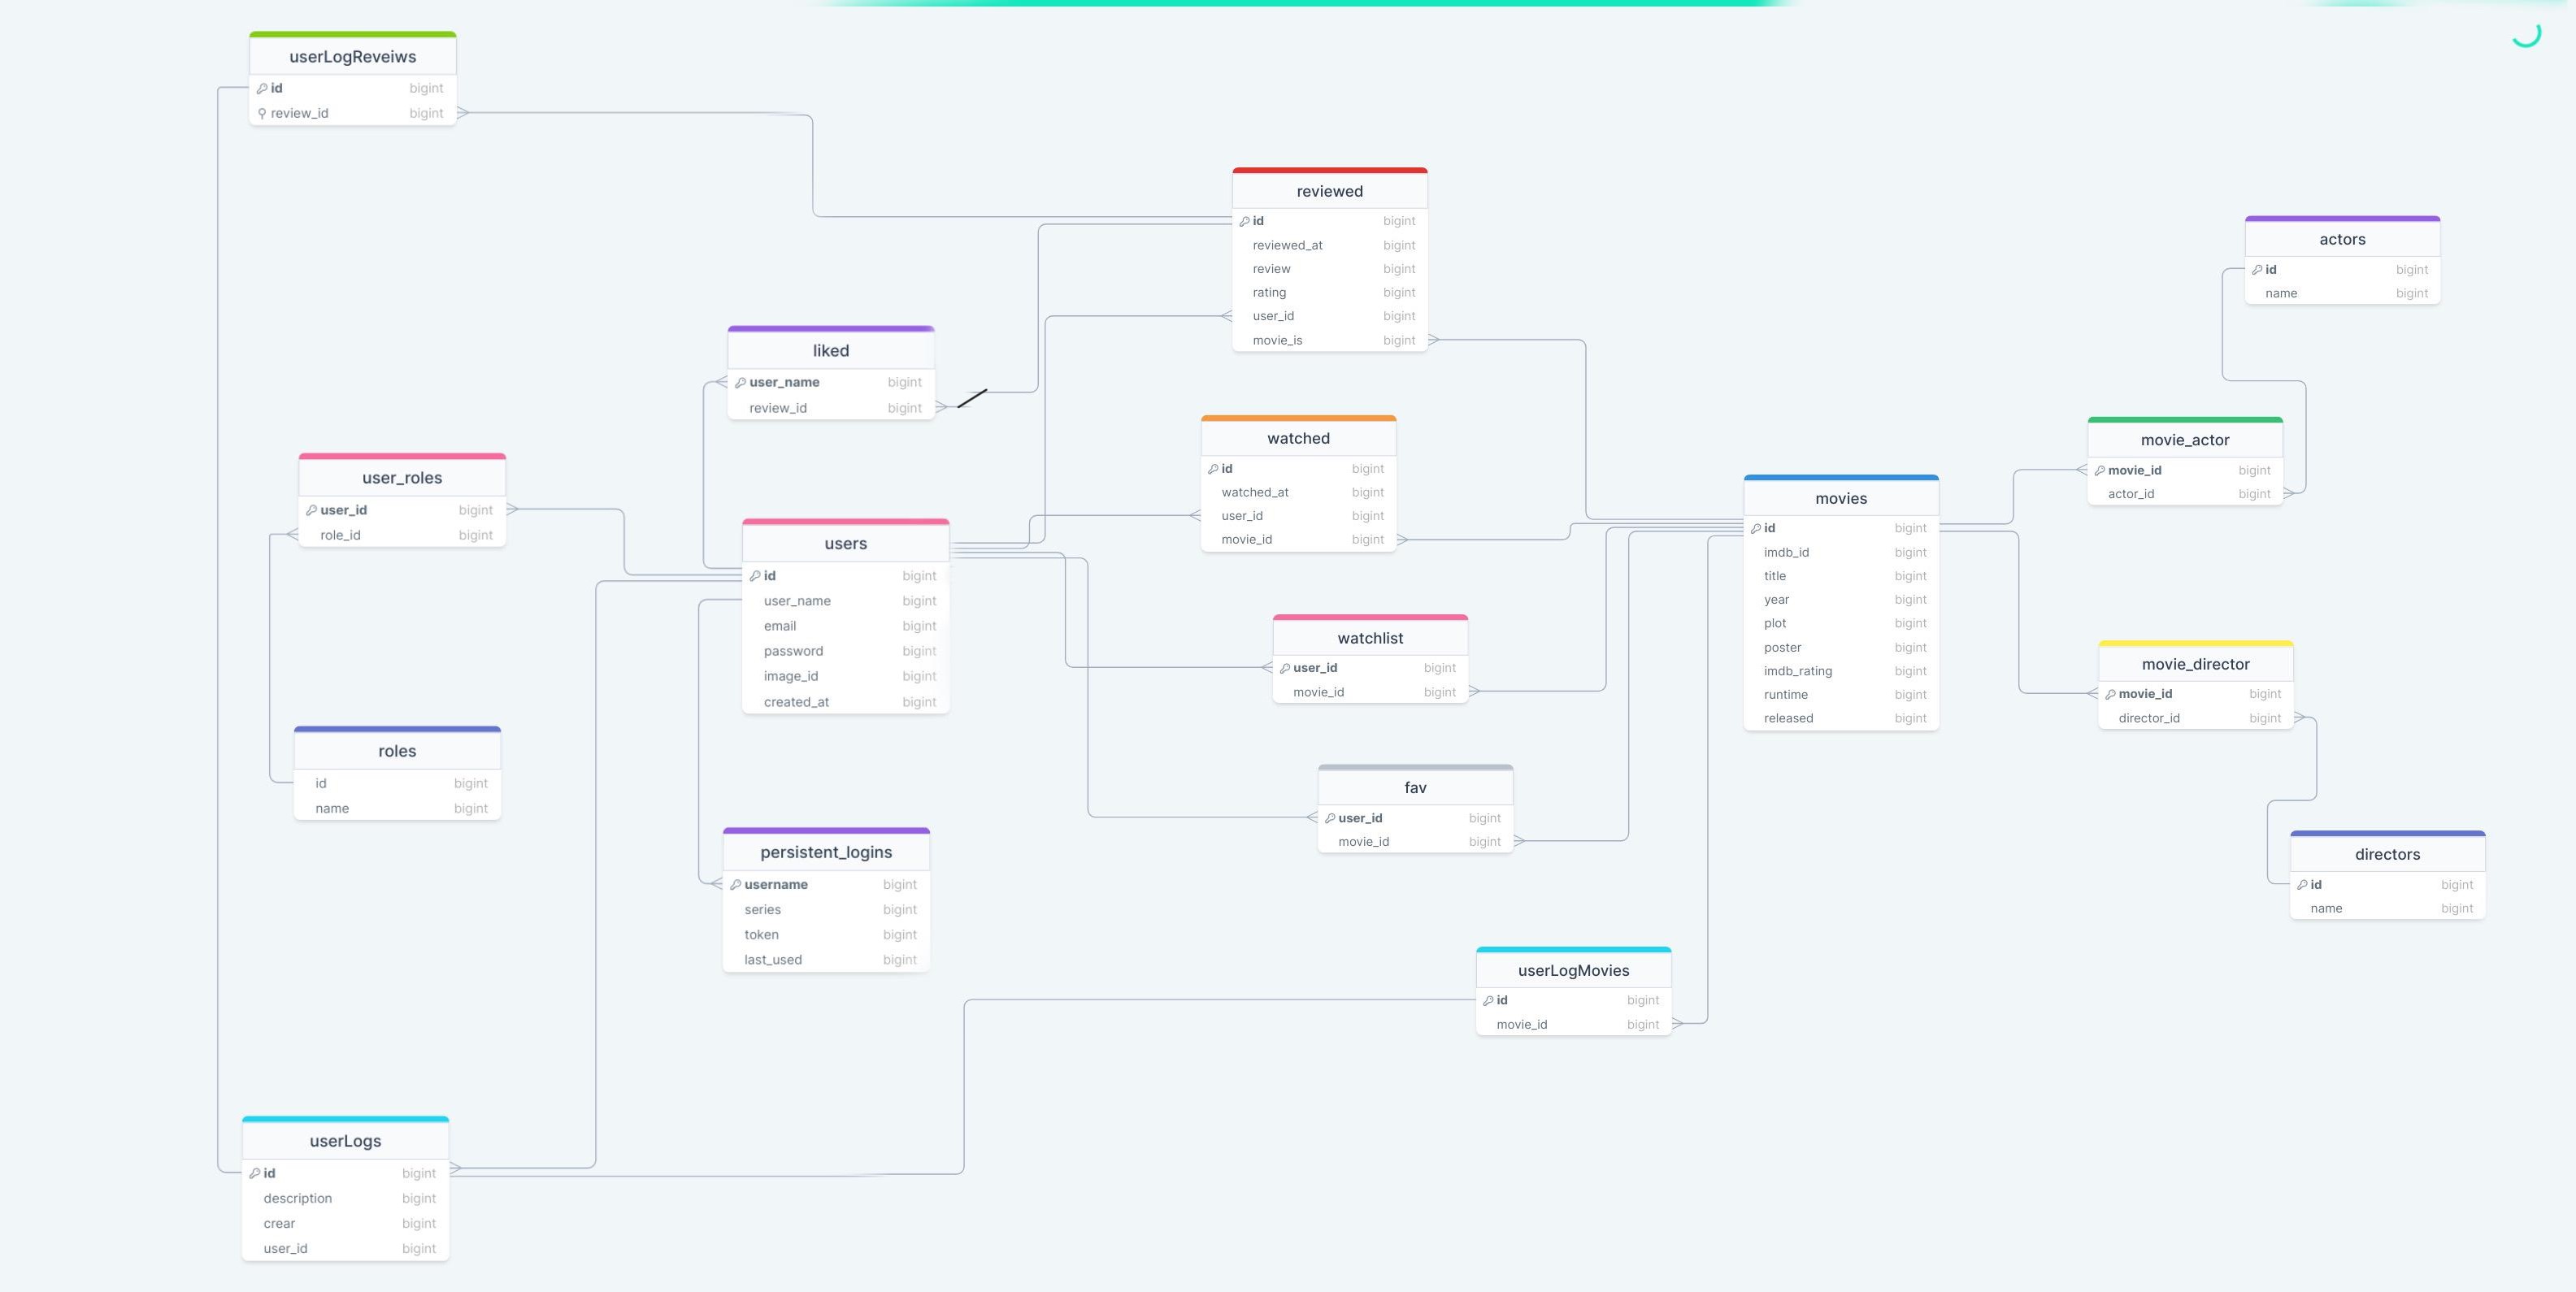 userLogReveiws
id bigint
review_id bigint
reviewed
id bigint
reviewed_at bigint
review bigint
rating bigint
user_id bigint
movie_is bigint
actors
id bigint
name bigint
liked
user_name bigint
review_id bigint
watched
id bigint
watched_at bigint
user_id bigint
movie_id bigint
movie_actor
movie_id bigint
actor_id bigint
user_roles
user_id bigint
role_id bigint
movies
id bigint
imdb_id bigint
title bigint
year bigint
plot bigint
poster bigint
imdb_rating bigint
runtime bigint
released bigint
users
id bigint
user_name bigint
email bigint
password bigint
image_id bigint
created_at bigint
watchlist
user_id bigint
movie_id bigint
movie_director
movie_id bigint
director_id bigint
roles
id bigint
name bigint
fav
user_id bigint
movie_id bigint
persistent_logins
username bigint
series bigint
token bigint
last_used bigint
directors
id bigint
name bigint
userLogMovies
id bigint
movie_id bigint
userLogs
id bigint
description bigint
crear bigint
user_id bigint